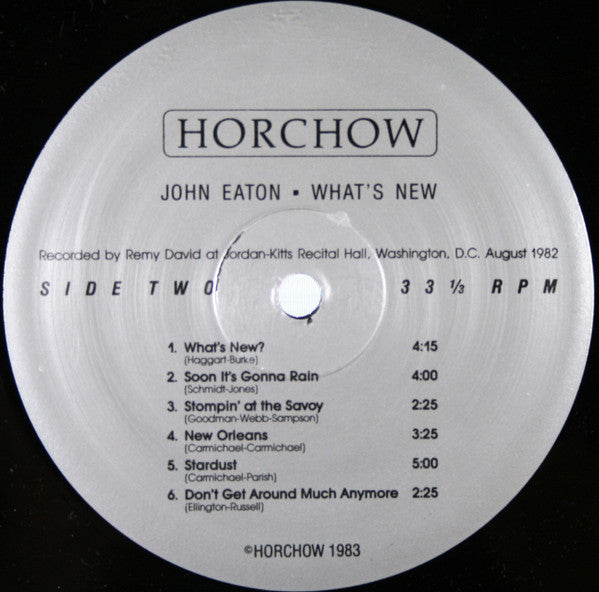 HORCHOW
JOHN EATON ▪ WHAT'S NEW
Recorded by Remy David at Jordan-Kitts Recital Hall, Washington, D.C. August 1982
SIDE TWO 33⅓ RPM
1. What's New? 4:15
(Haggart-Burke)
2. Soon It's Gonna Rain 4:00
(Schmidt-Jones)
3. Stompin' at the Savoy 2:25
(Goodman-Webb-Sampson)
4. New Orleans 3:25
(Carmichael-Carmichael)
5. Stardust 5:00
(Carmichael-Parish)
6. Don't Get Around Much Anymore 2:25
(Ellington-Russell)
©HORCHOW 1983